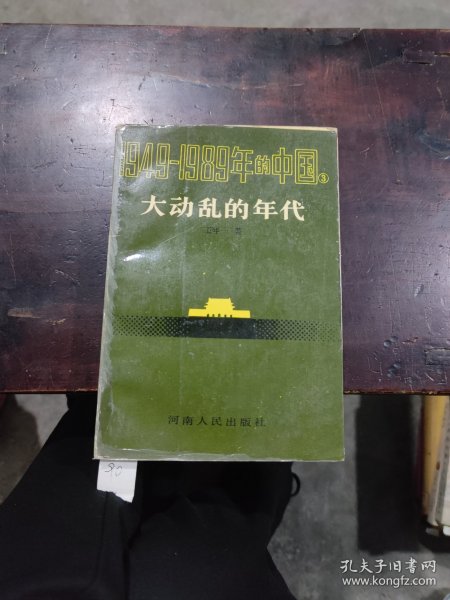 1949-1989年的中国③
大动乱的年代
河南人民出版社
孔夫子旧书网
www.kongfz.com